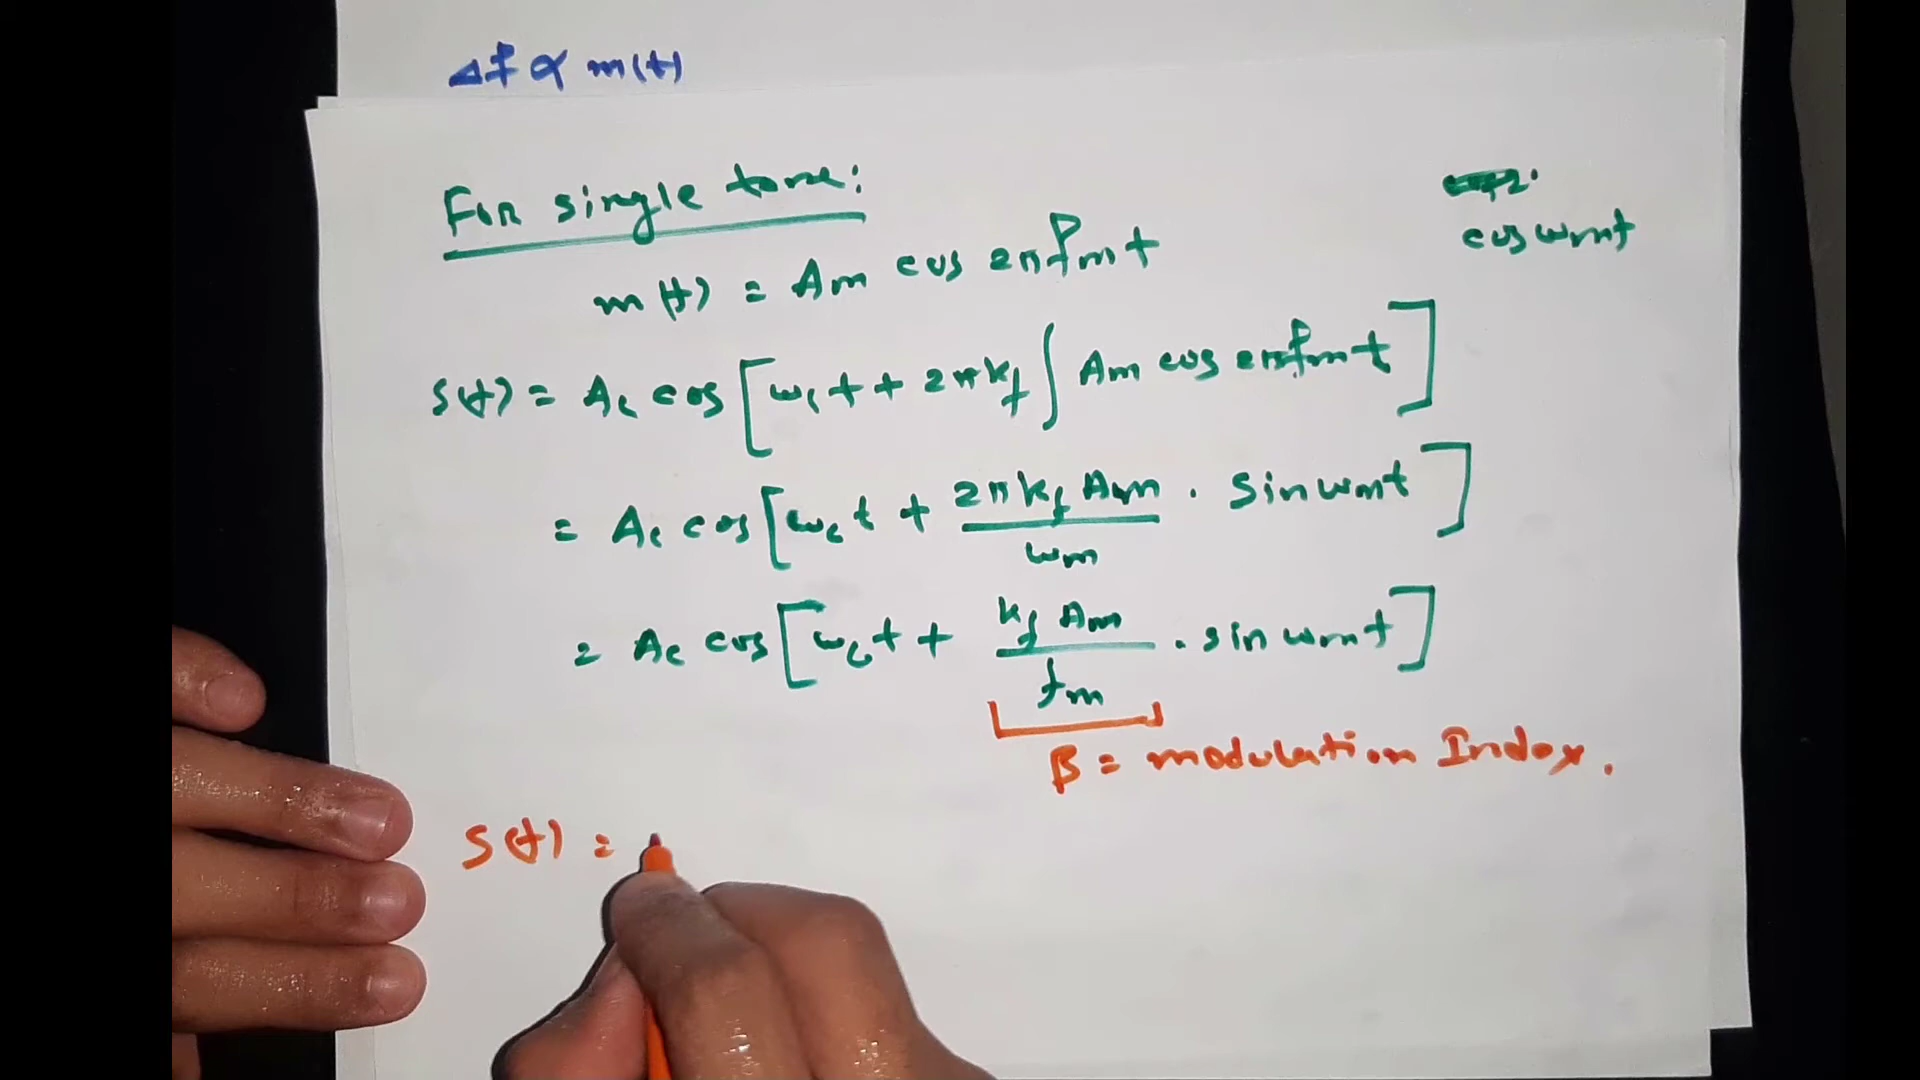 Δf ∝ m(t)
For single tone:
cos ωmt
m(t) = Am cos 2πfmt
S(t) = Ac cos [ωct + 2πkf ∫ Am cos 2πfmt]
= Ac cos [ωct + 2πkf Am / ωm . sin ωmt]
= Ac cos [ωct + kf Am / fm . sin ωmt]
β = modulation Index.
S(t) =